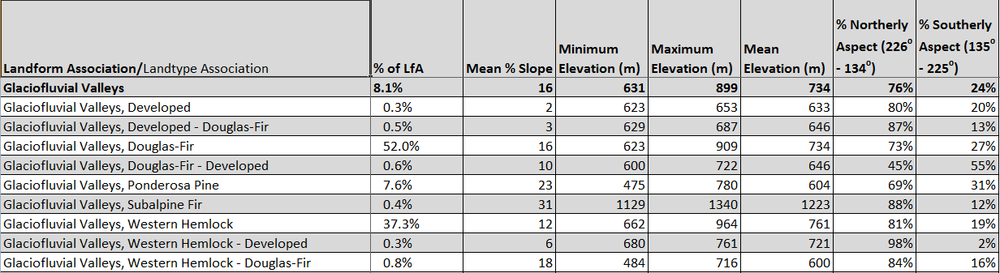 Landform Association/Landtype Association % of LfA Mean % Slope Minimum Elevation (m) Maximum Elevation (m) Mean Elevation (m) % Northerly Aspect (226o - 134o) % Southerly Aspect (135o - 225o)
Glaciofluvial Valleys 8.1% 16 631 899 734 76% 24%
Glaciofluvial Valleys, Developed 0.3% 2 623 653 633 80% 20%
Glaciofluvial Valleys, Developed - Douglas-Fir 0.5% 3 629 687 646 87% 13%
Glaciofluvial Valleys, Douglas-Fir 52.0% 16 623 909 734 73% 27%
Glaciofluvial Valleys, Douglas-Fir - Developed 0.6% 10 600 722 646 45% 55%
Glaciofluvial Valleys, Ponderosa Pine 7.6% 23 475 780 604 69% 31%
Glaciofluvial Valleys, Subalpine Fir 0.4% 31 1129 1340 1223 88% 12%
Glaciofluvial Valleys, Western Hemlock 37.3% 12 662 964 761 81% 19%
Glaciofluvial Valleys, Western Hemlock - Developed 0.3% 6 680 761 721 98% 2%
Glaciofluvial Valleys, Western Hemlock - Douglas-Fir 0.8% 18 484 716 600 84% 16%